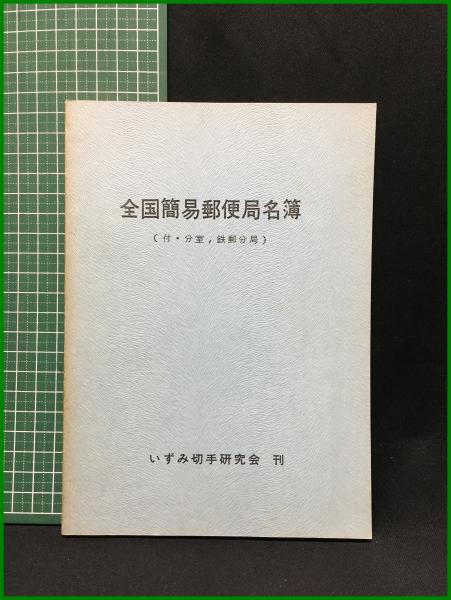 全国簡易郵便局名簿
(付・分室,鉄郵分局)
いずみ切手研究会 刊